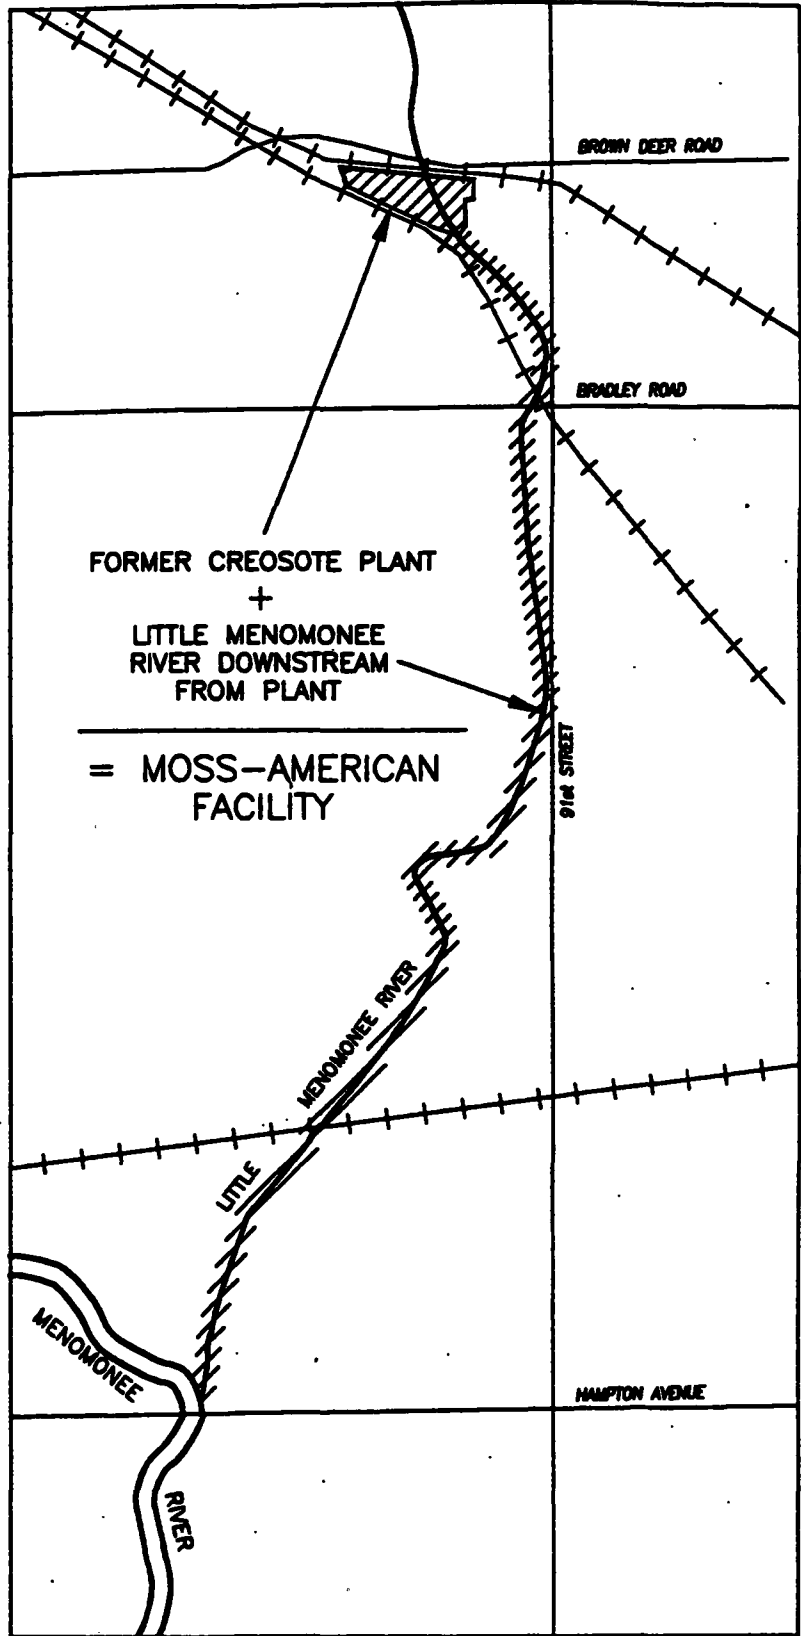 BROWN DEER ROAD
BRADLEY ROAD
FORMER CREOSOTE PLANT
+
LITTLE MENOMONEE
RIVER DOWNSTREAM
FROM PLANT
= MOSS-AMERICAN
FACILITY
91st STREET
LITTLE MENOMONEE RIVER
MENOMONEE RIVER
HAMPTON AVENUE